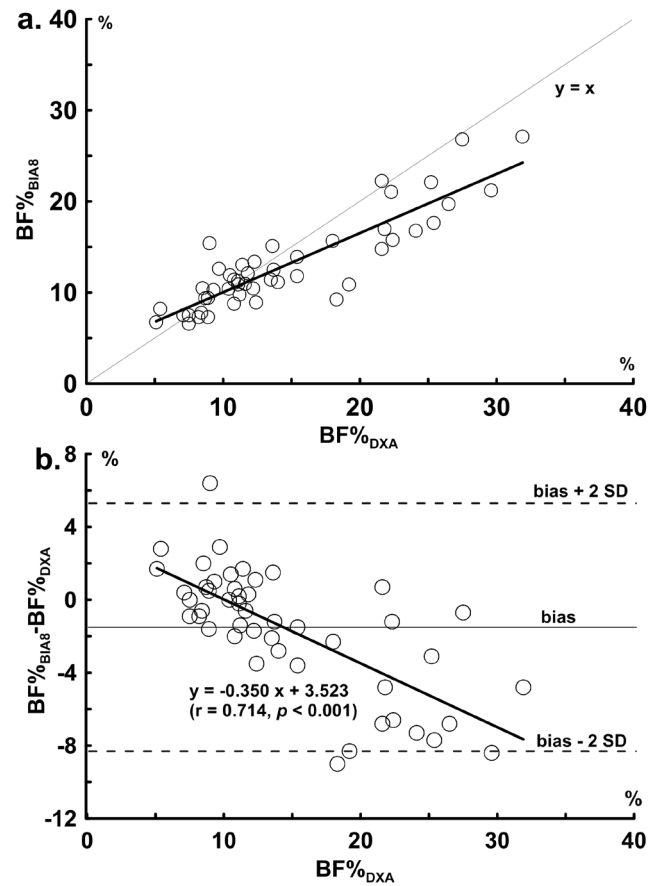 a.
40
%
y = x
30
BF%BIA8
20
10
%
0
0
10
20
30
40
BF%DXA
b.
8
%
bias + 2 SD
4
0
bias
BF%BIA8-BF%DXA
-4
y = -0.350 x + 3.523
(r = 0.714, p < 0.001)
bias - 2 SD
-8
%
-12
0
10
20
30
40
BF%DXA